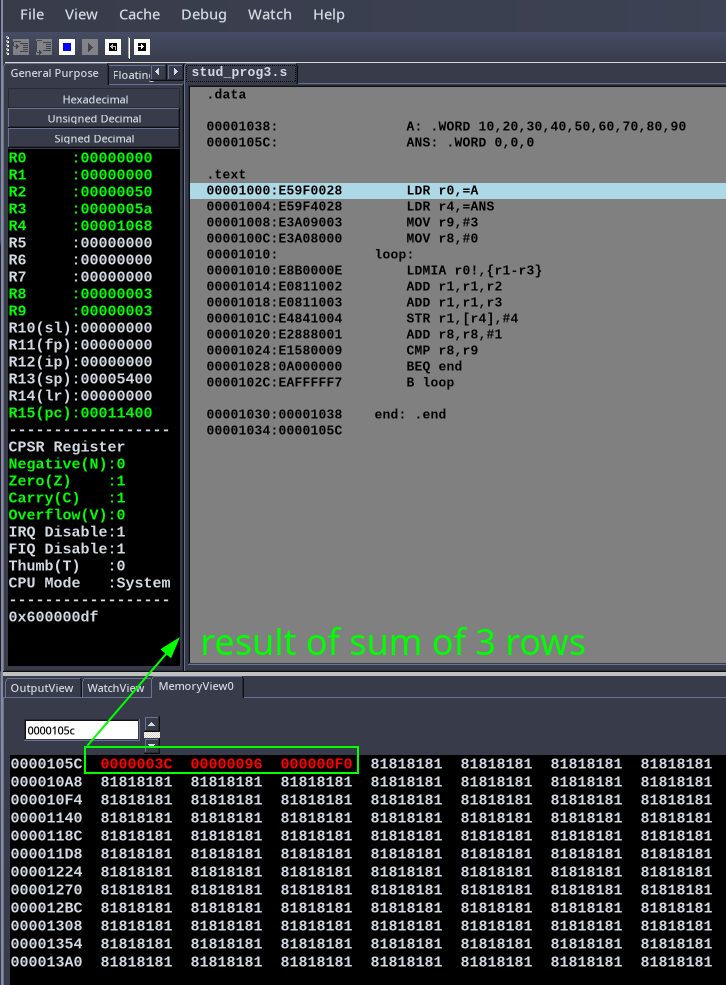 File View Cache Debug Watch Help
General Purpose Floatin
stud_prog3.s
Hexadecimal
Unsigned Decimal
Signed Decimal
R0 :00000000
R1 :00000000
R2 :00000050
R3 :0000005a
R4 :00001068
R5 :00000000
R6 :00000000
R7 :00000000
R8 :00000003
R9 :00000003
R10(sl):00000000
R11(fp):00000000
R12(ip):00000000
R13(sp):00005400
R14(lr):00000000
R15(pc):00011400
------------------
CPSR Register
Negative(N):0
Zero(Z) :1
Carry(C) :1
Overflow(V):0
IRQ Disable:1
FIQ Disable:1
Thumb(T) :0
CPU Mode :System
------------------
0x600000df
.data
00001038: A: .WORD 10,20,30,40,50,60,70,80,90
0000105C: ANS: .WORD 0,0,0
.text
00001000:E59F0028 LDR r0,=A
00001004:E59F4028 LDR r4,=ANS
00001008:E3A09003 MOV r9,#3
0000100C:E3A08000 MOV r8,#0
00001010: loop:
00001010:E8B0000E LDMIA r0!,{r1-r3}
00001014:E0811002 ADD r1,r1,r2
00001018:E0811003 ADD r1,r1,r3
0000101C:E4841004 STR r1,[r4],#4
00001020:E2888001 ADD r8,r8,#1
00001024:E1580009 CMP r8,r9
00001028:0A000000 BEQ end
0000102C:EAFFFFF7 B loop
00001030:00001038 end: .end
00001034:0000105C
result of sum of 3 rows
OutputView WatchView MemoryView0
0000105c
0000105C 0000003C 00000096 000000F0 81818181 81818181 81818181 81818181
000010A8 81818181 81818181 81818181 81818181 81818181 81818181 81818181
000010F4 81818181 81818181 81818181 81818181 81818181 81818181 81818181
00001140 81818181 81818181 81818181 81818181 81818181 81818181 81818181
0000118C 81818181 81818181 81818181 81818181 81818181 81818181 81818181
000011D8 81818181 81818181 81818181 81818181 81818181 81818181 81818181
00001224 81818181 81818181 81818181 81818181 81818181 81818181 81818181
00001270 81818181 81818181 81818181 81818181 81818181 81818181 81818181
000012BC 81818181 81818181 81818181 81818181 81818181 81818181 81818181
00001308 81818181 81818181 81818181 81818181 81818181 81818181 81818181
00001354 81818181 81818181 81818181 81818181 81818181 81818181 81818181
000013A0 81818181 81818181 81818181 81818181 81818181 81818181 81818181